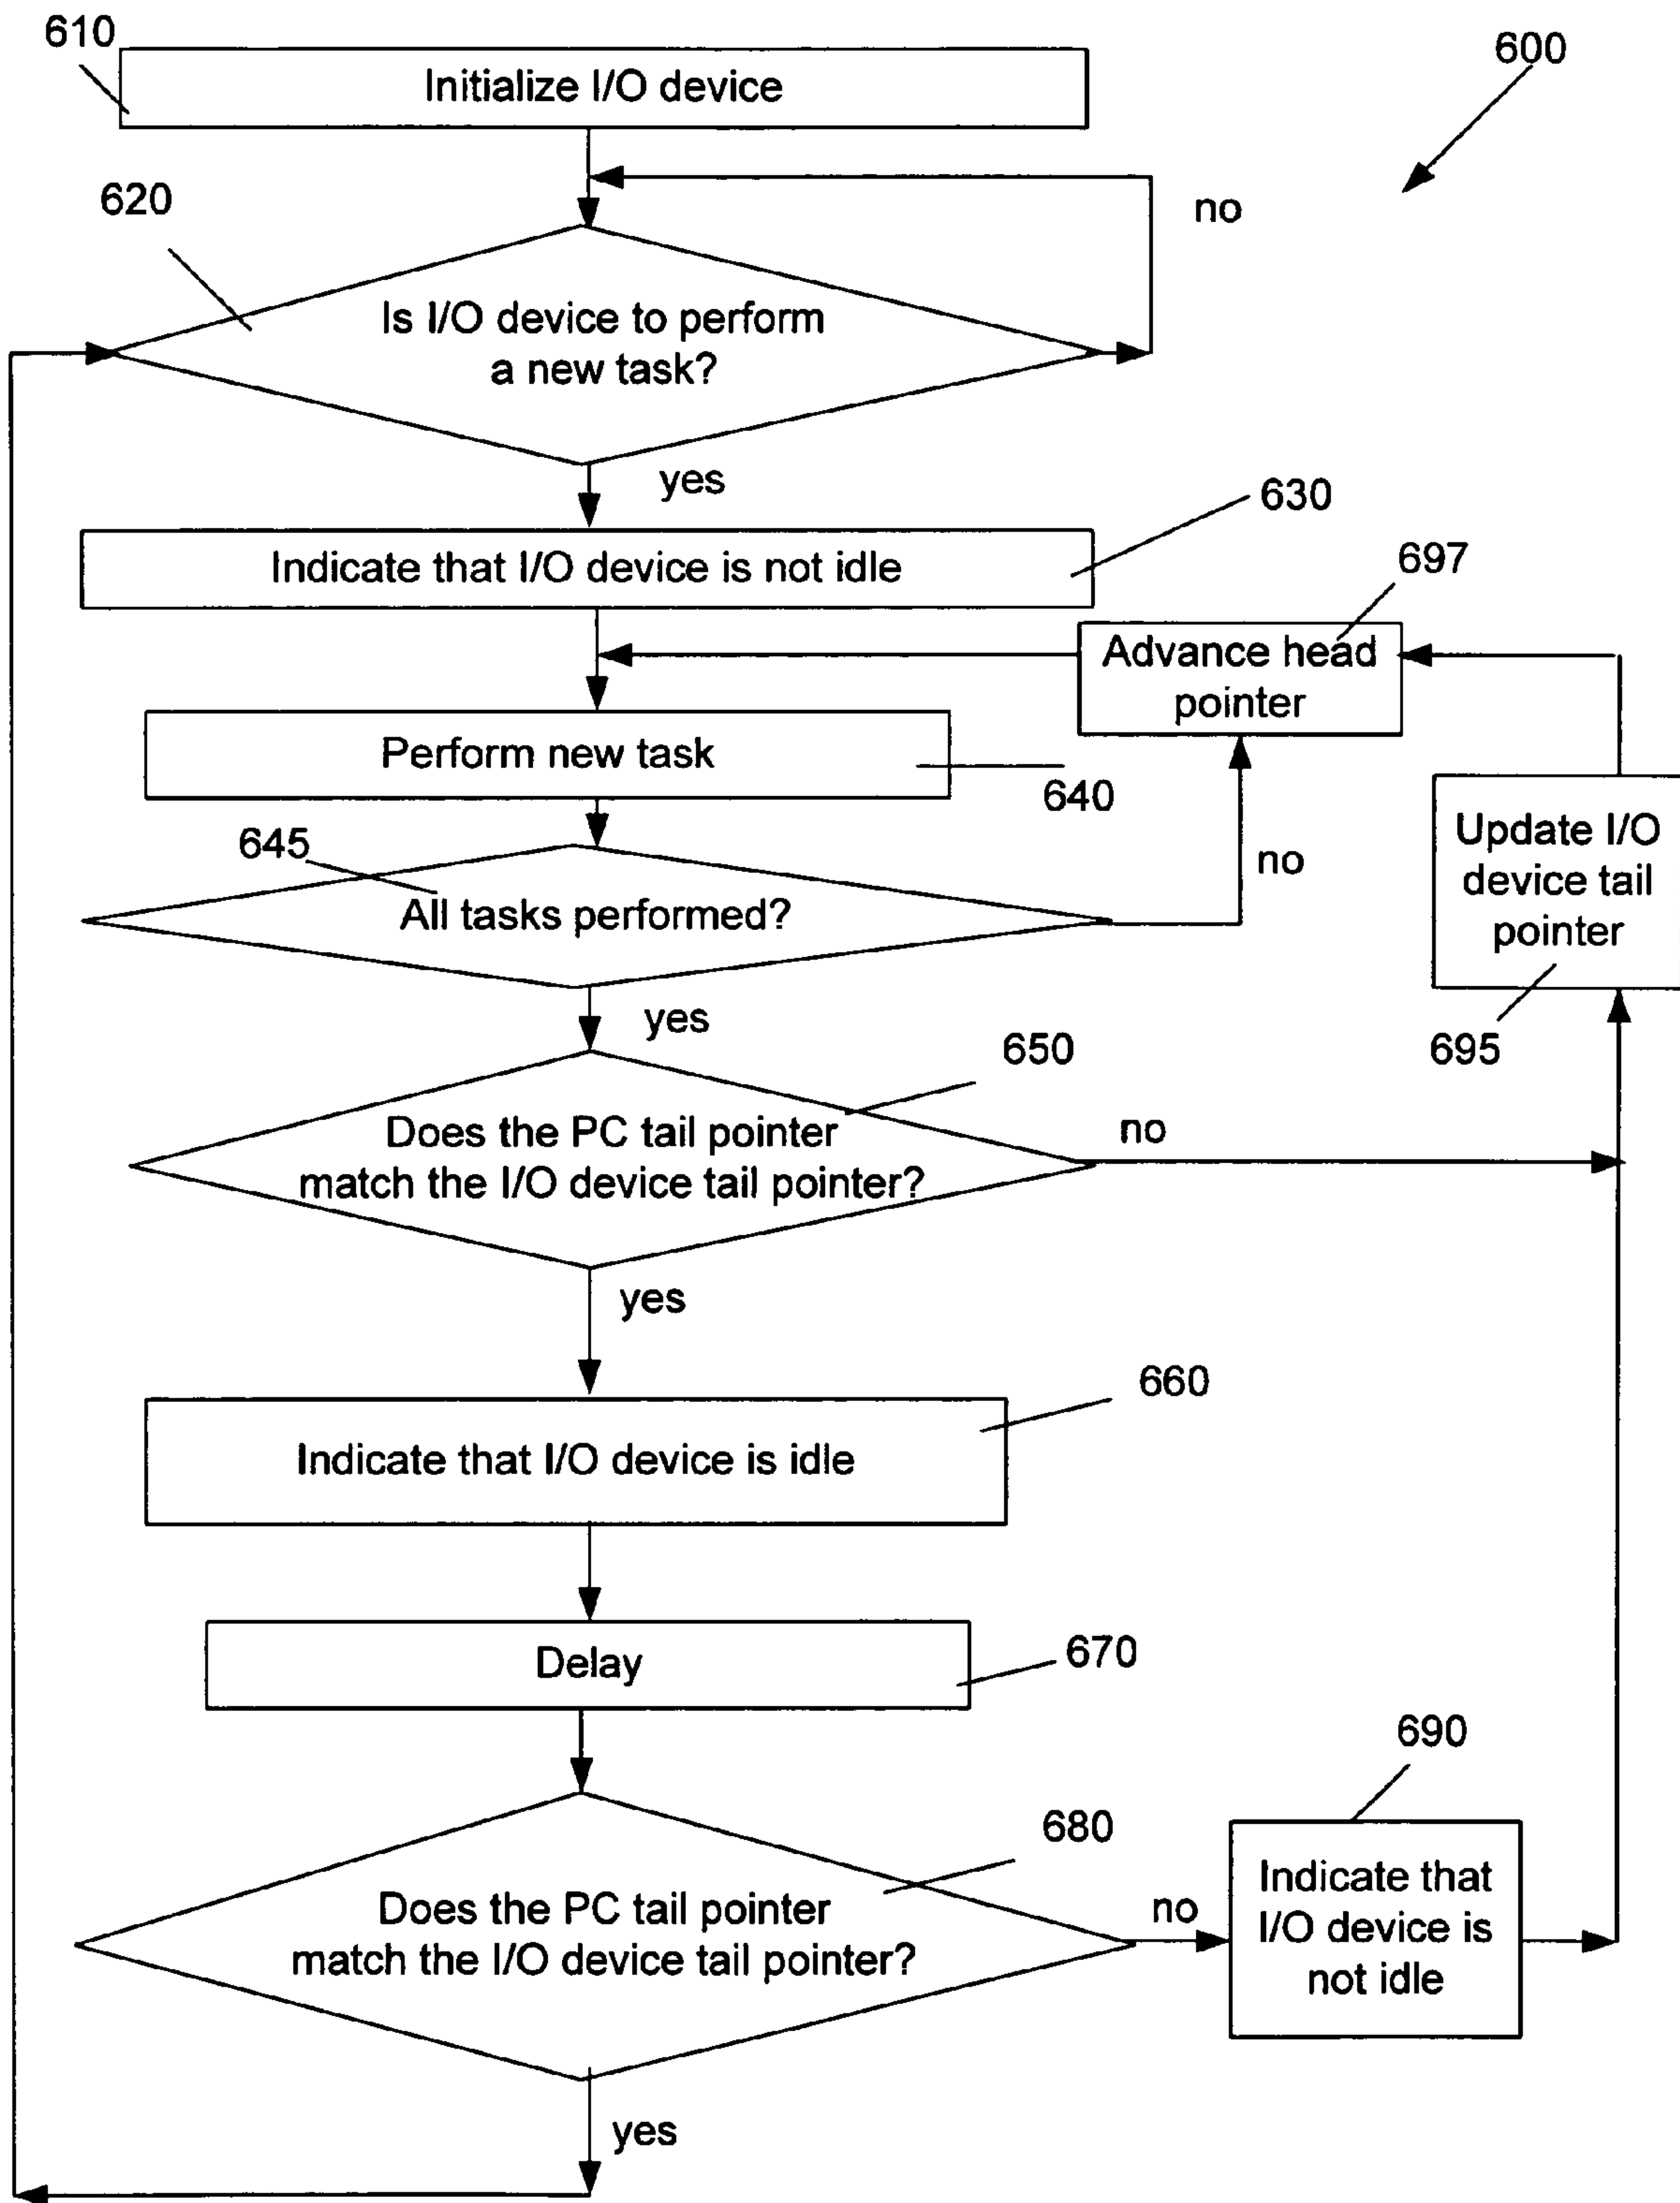 610
Initialize I/O device
600
620
no
Is I/O device to perform
a new task?
yes
630
Indicate that I/O device is not idle
697
Advance head
pointer
Perform new task
640
645
All tasks performed?
no
Update I/O
device tail
pointer
695
yes
650
Does the PC tail pointer
match the I/O device tail pointer?
no
yes
660
Indicate that I/O device is idle
Delay
670
680
Does the PC tail pointer
match the I/O device tail pointer?
no
690
Indicate that
I/O device is
not idle
yes